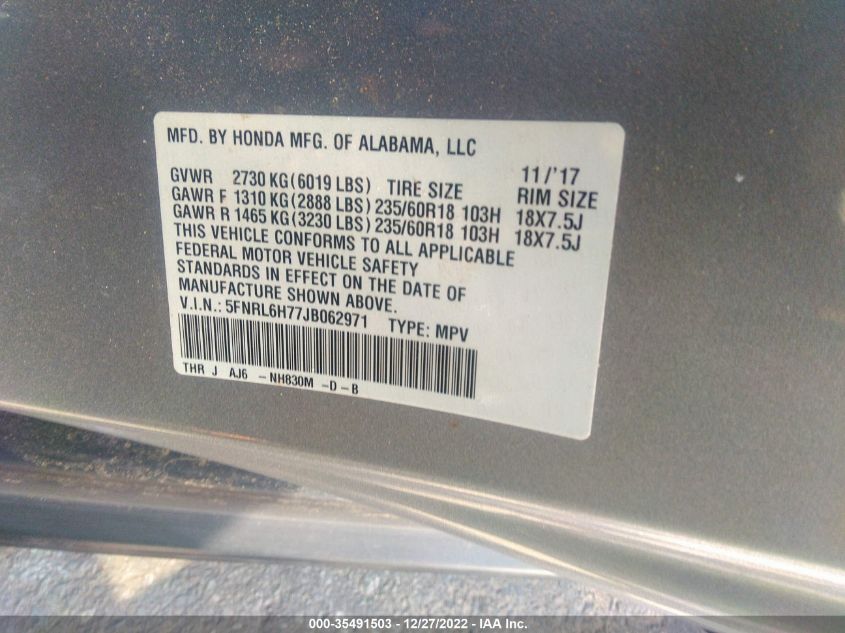 MFD. BY HONDA MFG. OF ALABAMA, LLC
11/'17
GVWR 2730 KG(6019 LBS) TIRE SIZE RIM SIZE
GAWR F 1310 KG(2888 LBS) 235/60R18 103H 18X7.5J
GAWR R 1465 KG(3230 LBS) 235/60R18 103H 18X7.5J
THIS VEHICLE CONFORMS TO ALL APPLICABLE
FEDERAL MOTOR VEHICLE SAFETY
STANDARDS IN EFFECT ON THE DATE OF
MANUFACTURE SHOWN ABOVE.
V.I.N.: 5FNRL6H77JB062971 TYPE: MPV
THR J AJ6 -NH830M -D-B
000-35491503 - 12/27/2022 - IAA Inc.